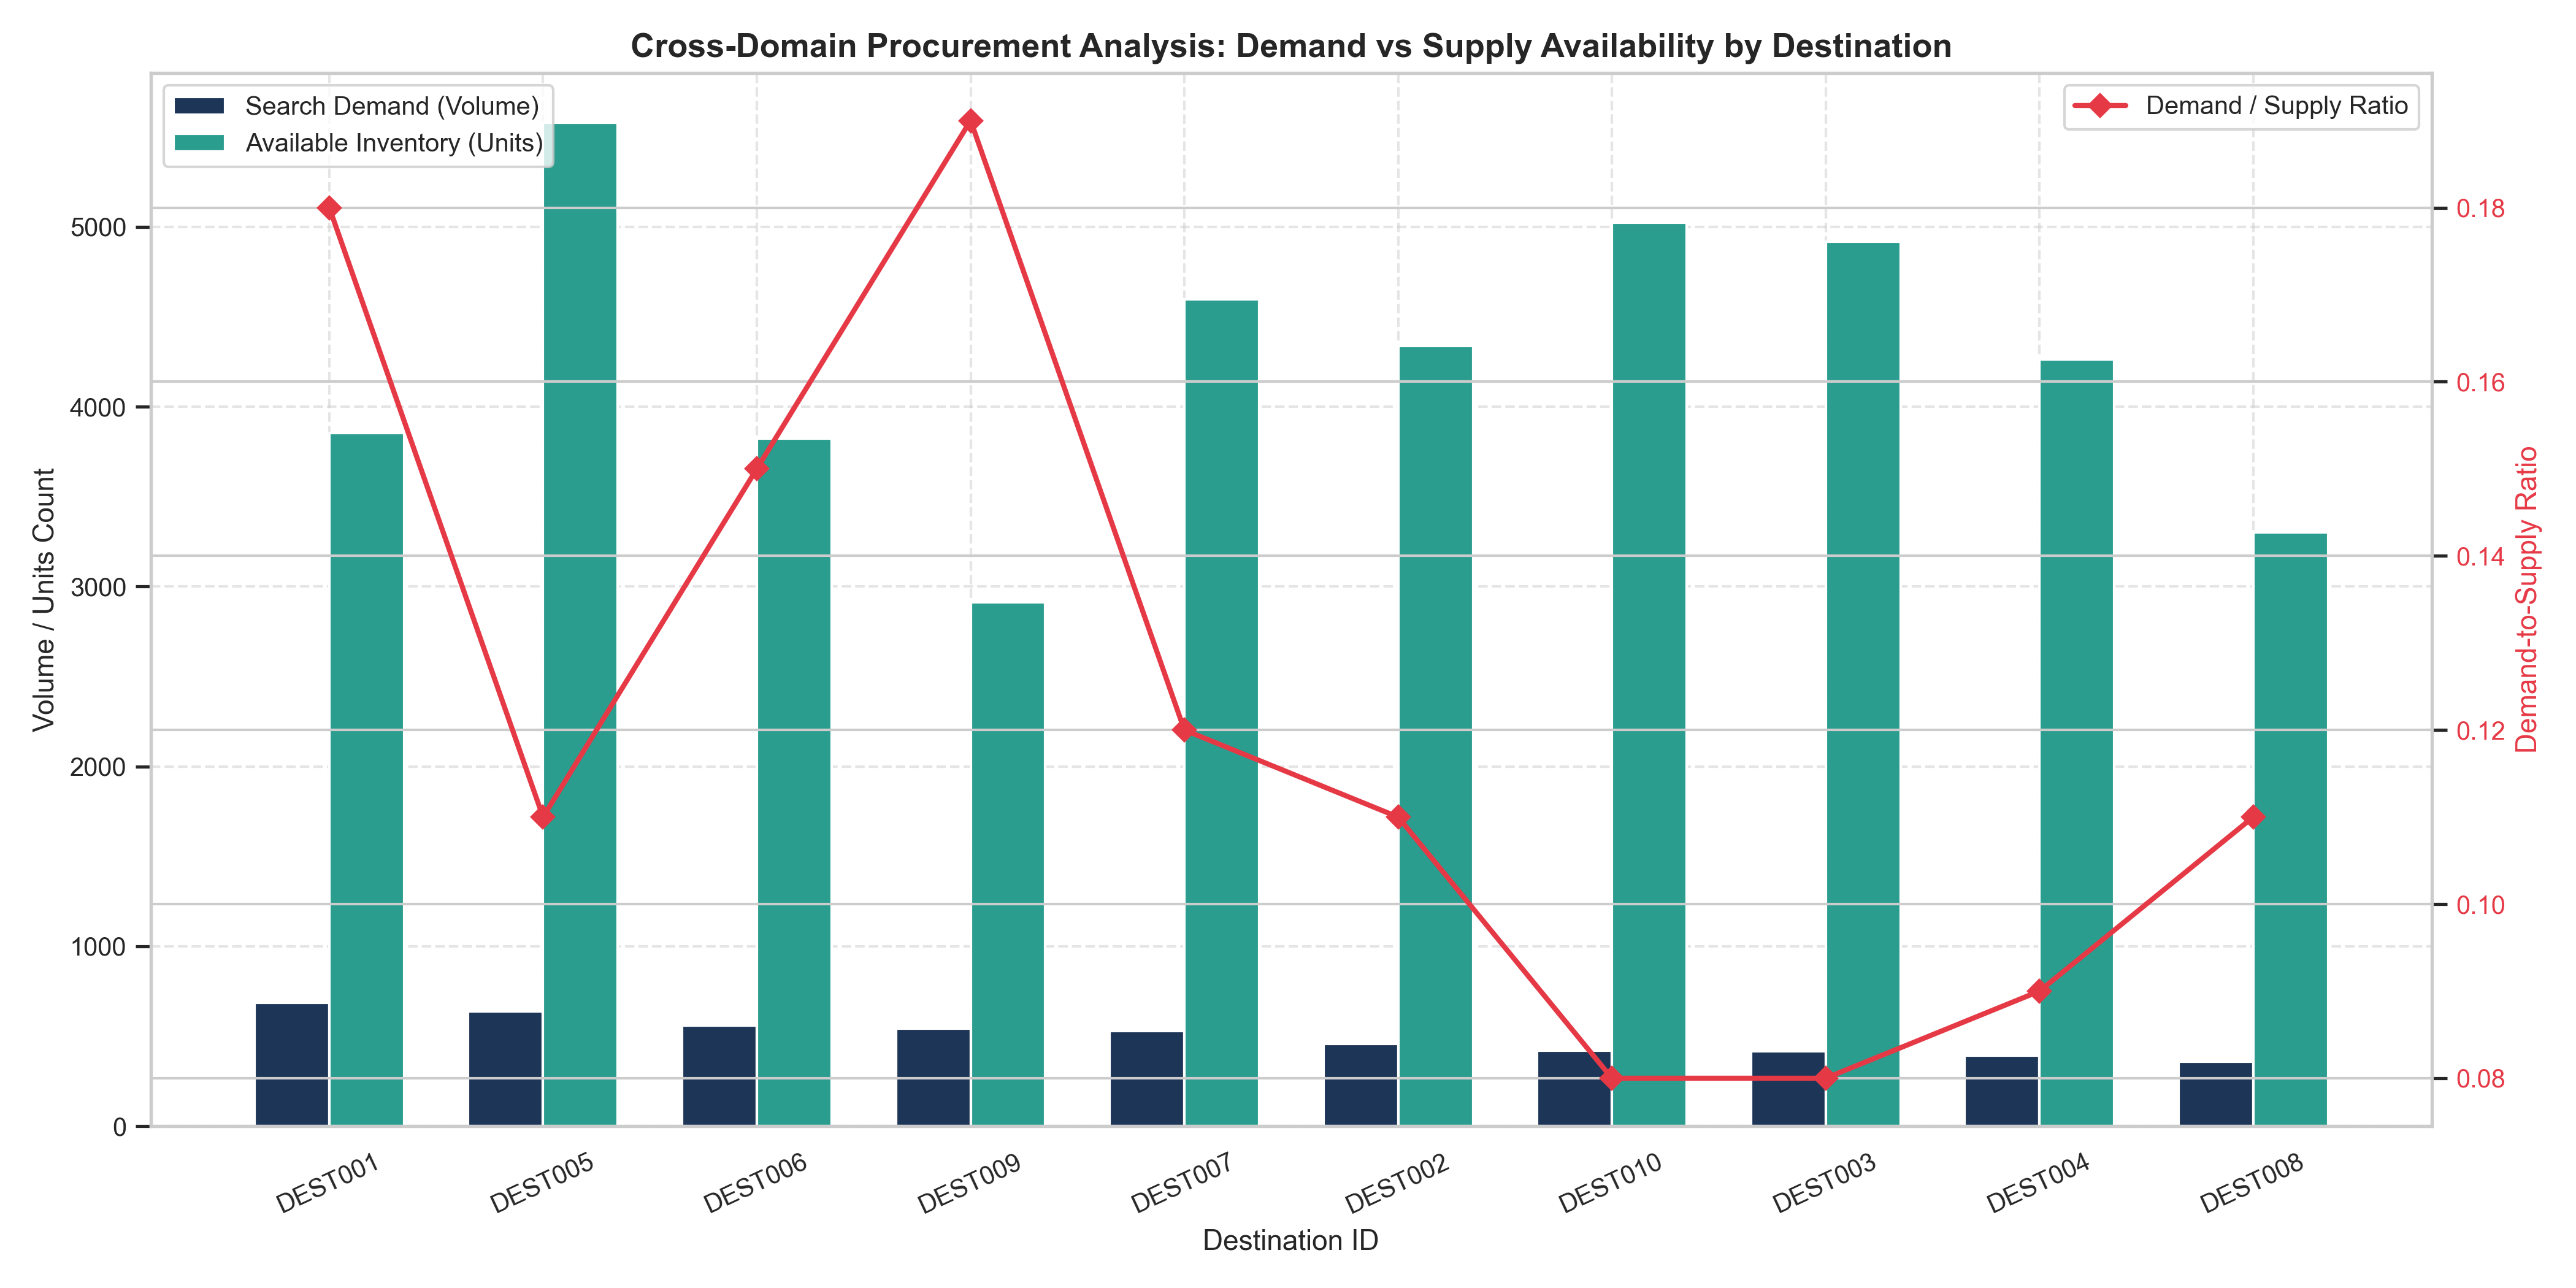 Cross-Domain Procurement Analysis: Demand vs Supply Availability by Destination
Search Demand (Volume)
Available Inventory (Units)
Demand / Supply Ratio
Volume / Units Count
5000
4000
3000
2000
1000
0
0.18
0.16
0.14
0.12
0.10
0.08
Demand-to-Supply Ratio
DEST001
DEST005
DEST006
DEST009
DEST007
DEST002
DEST010
DEST003
DEST004
DEST008
Destination ID